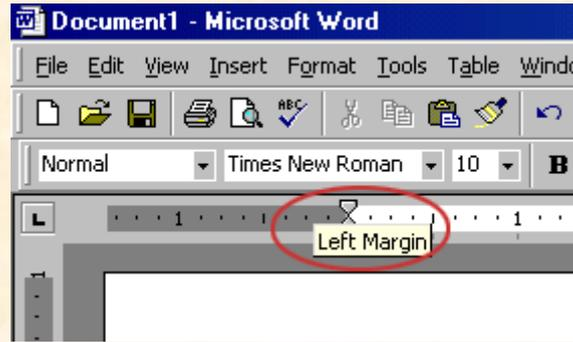 Document1 - Microsoft Word
File Edit View Insert Format Tools Table Windo
ABC
Normal Times New Roman 10 B
L 1 1
Left Margin
1